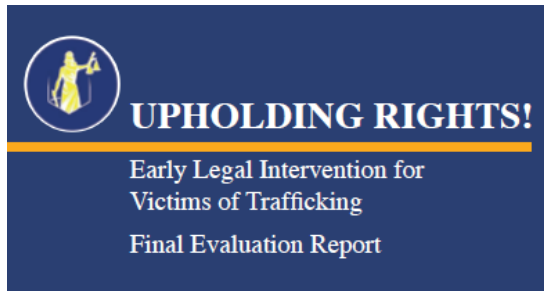 UPHOLDING RIGHTS!
Early Legal Intervention for
Victims of Trafficking
Final Evaluation Report